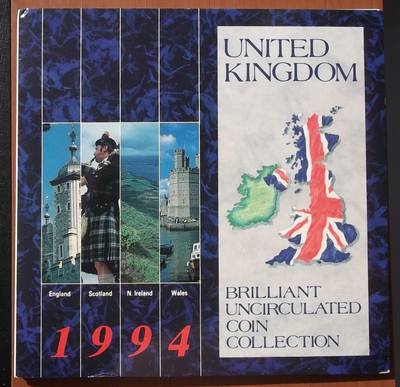 UNITED
KINGDOM
England Scotland N. Ireland Wales
1994
BRILLIANT
UNCIRCULATED
COIN
COLLECTION